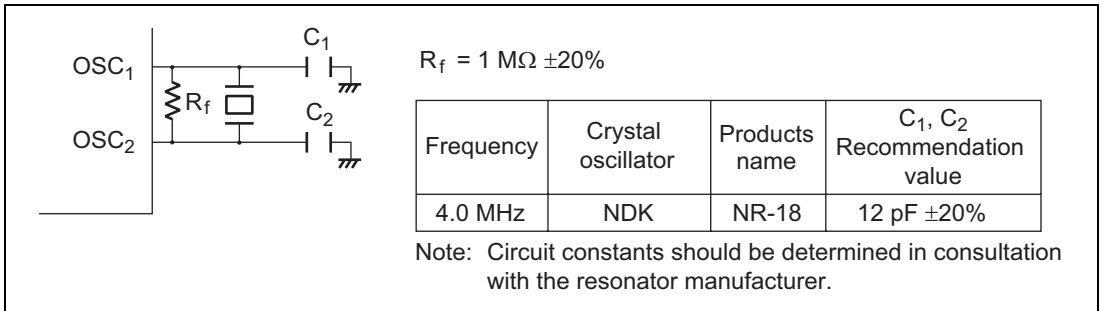 OSC1
OSC2
Rf
C1
C2
Rf = 1 MΩ ±20%
Frequency
Crystal
oscillator
Products
name
C1, C2
Recommendation
value
4.0 MHz
NDK
NR-18
12 pF ±20%
Note: Circuit constants should be determined in consultation
with the resonator manufacturer.